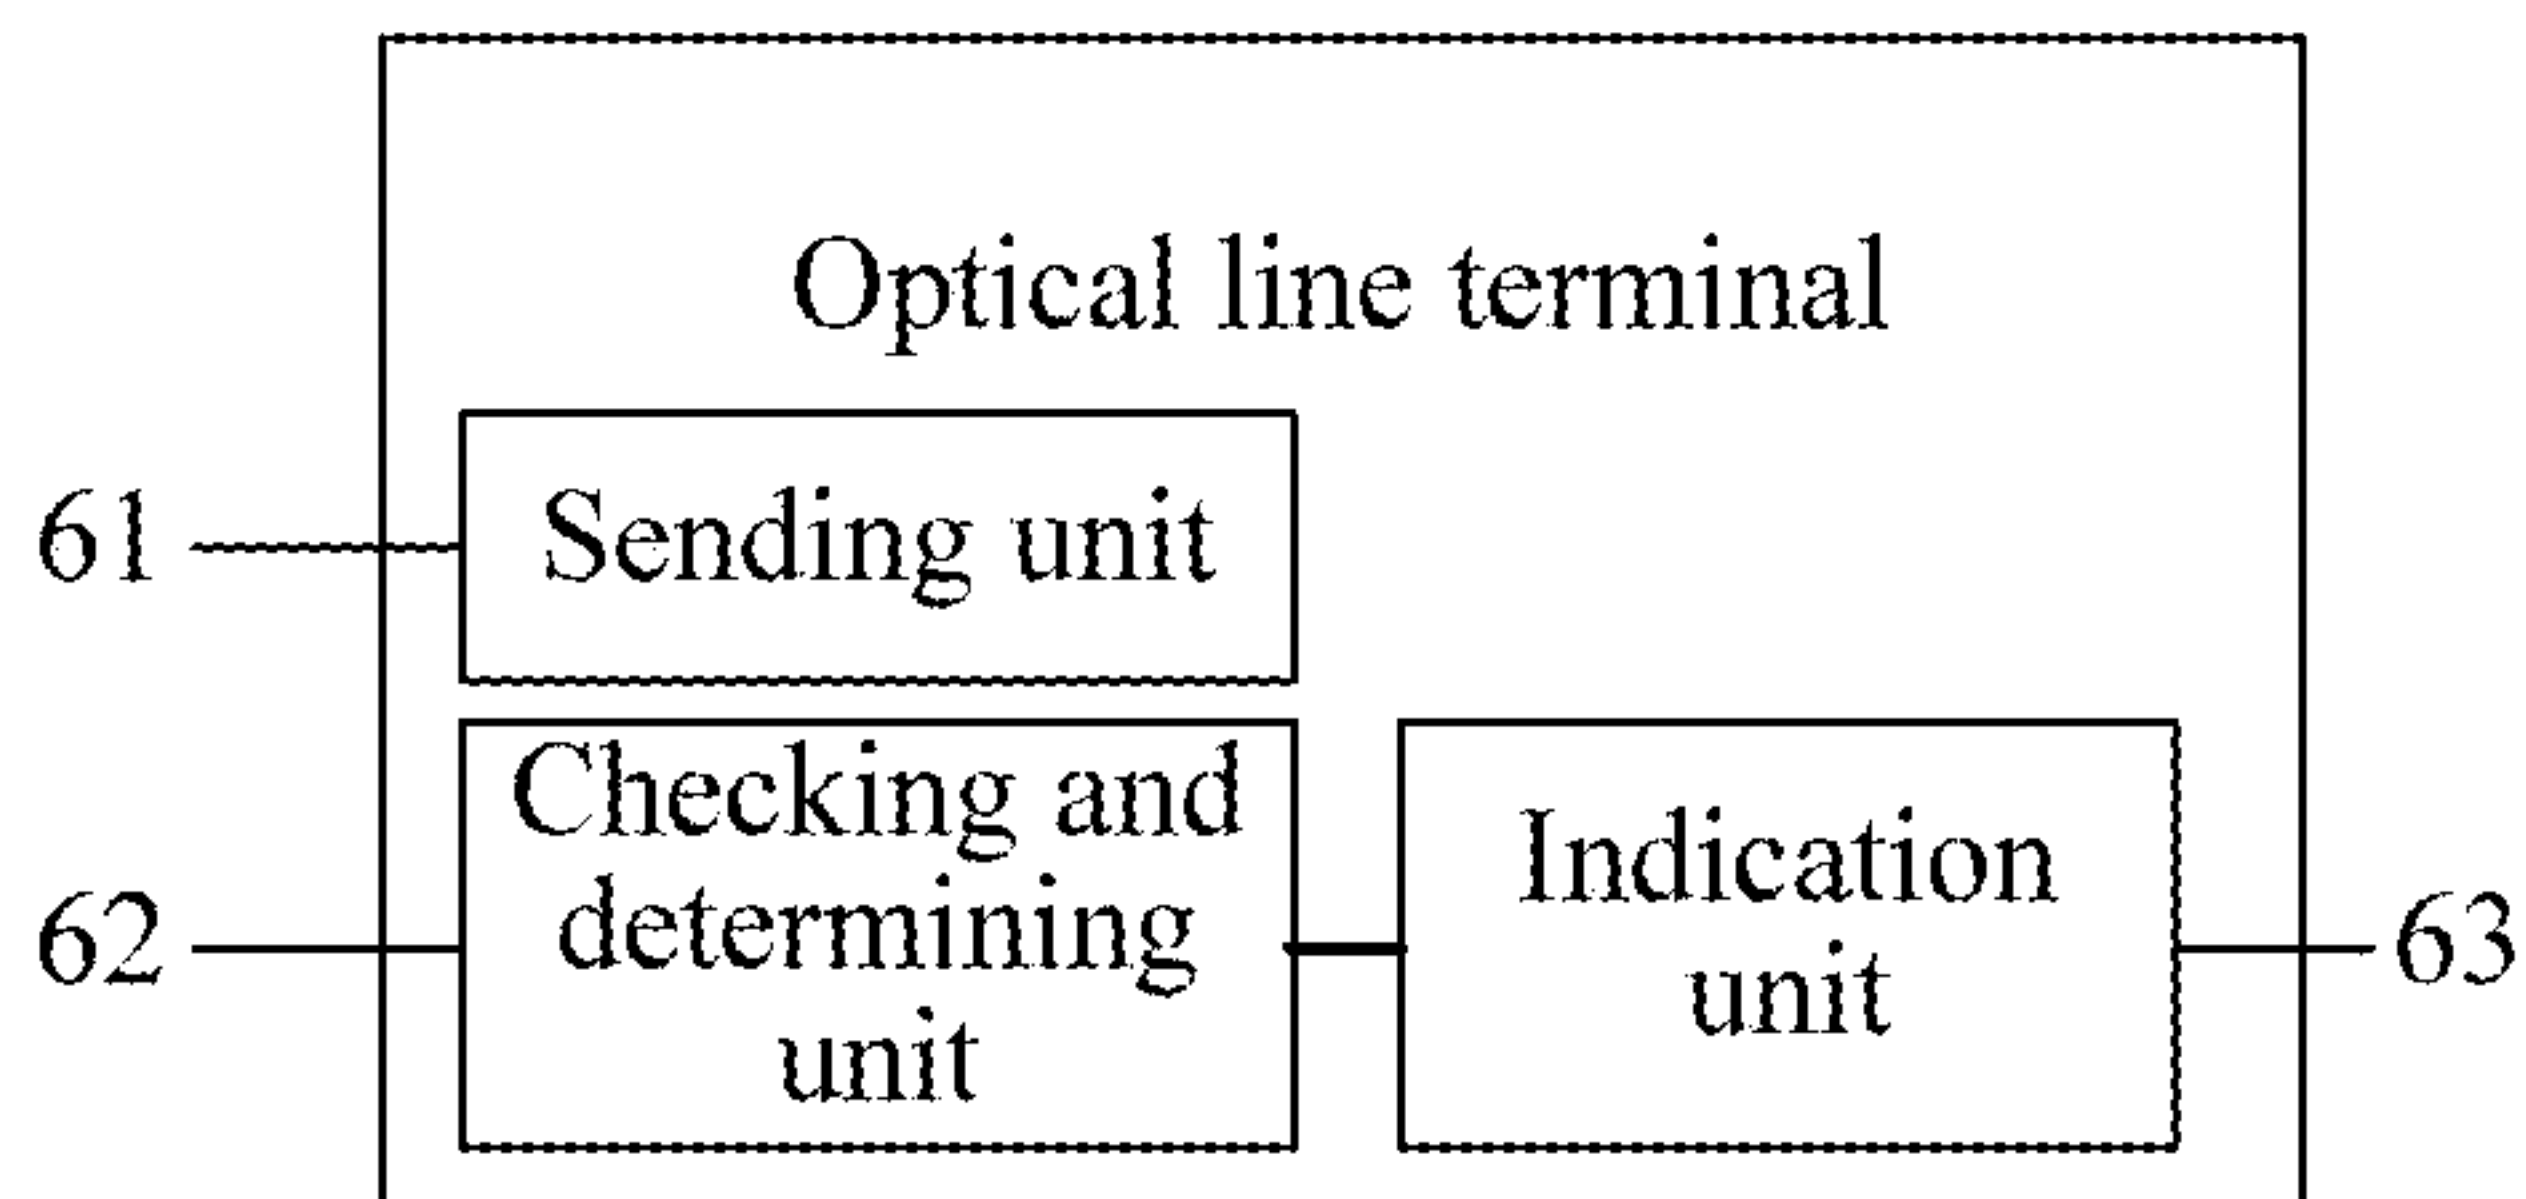 Optical line terminal
61
Sending unit
62
Checking and
determining
unit
Indication
unit
63